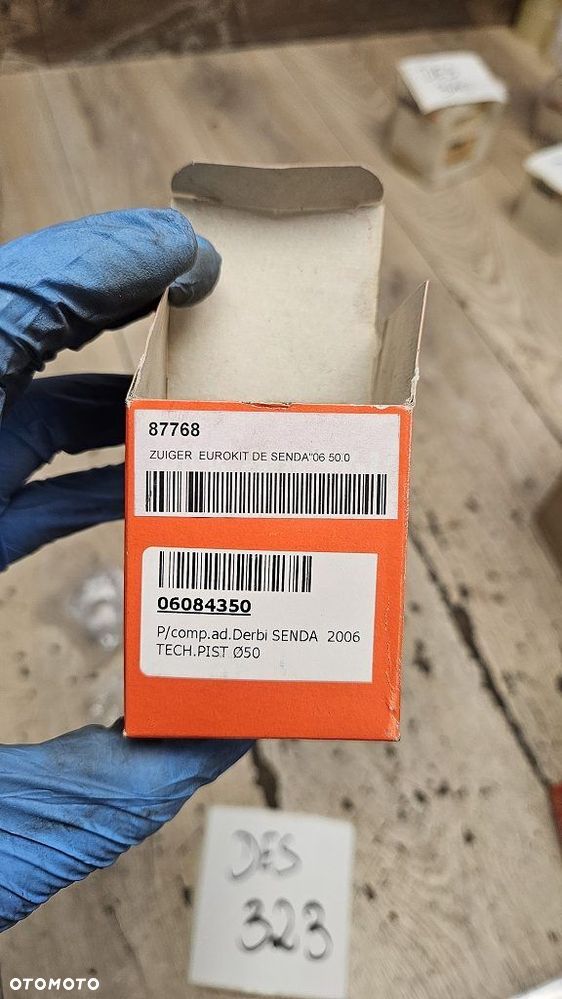 DES
87768
ZUIGER EUROKIT DE SENDA"06 50.0
06084350
P/comp.ad.Derbi SENDA 2006
TECH.PIST Ø50
DES
323
OTOMOTO